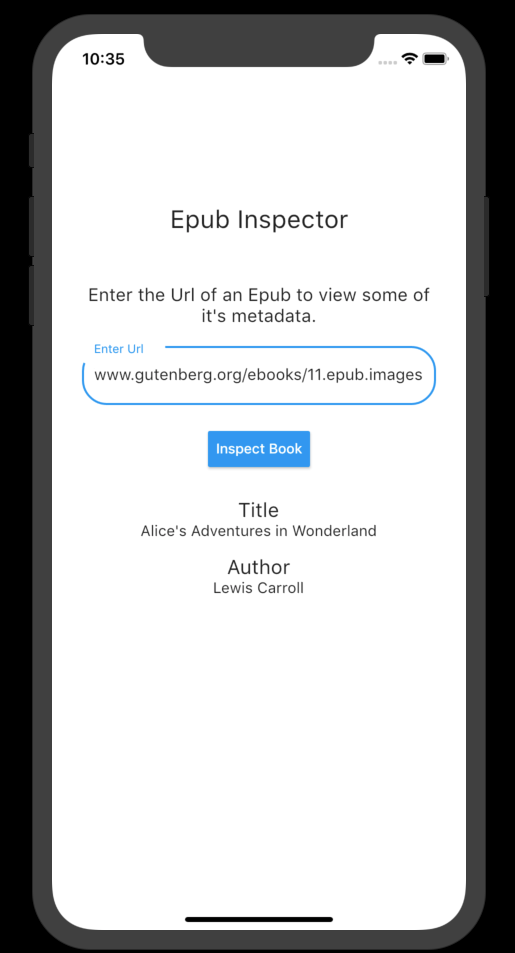 10:35
Epub Inspector
Enter the Url of an Epub to view some of
it's metadata.
Enter Url
www.gutenberg.org/ebooks/11.epub.images
Inspect Book
Title
Alice's Adventures in Wonderland
Author
Lewis Carroll